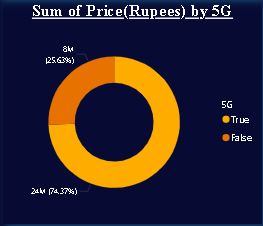 Sum of Price(Rupees) by 5G
8M
(25.63%)
5G
True
False
24M (74.37%)